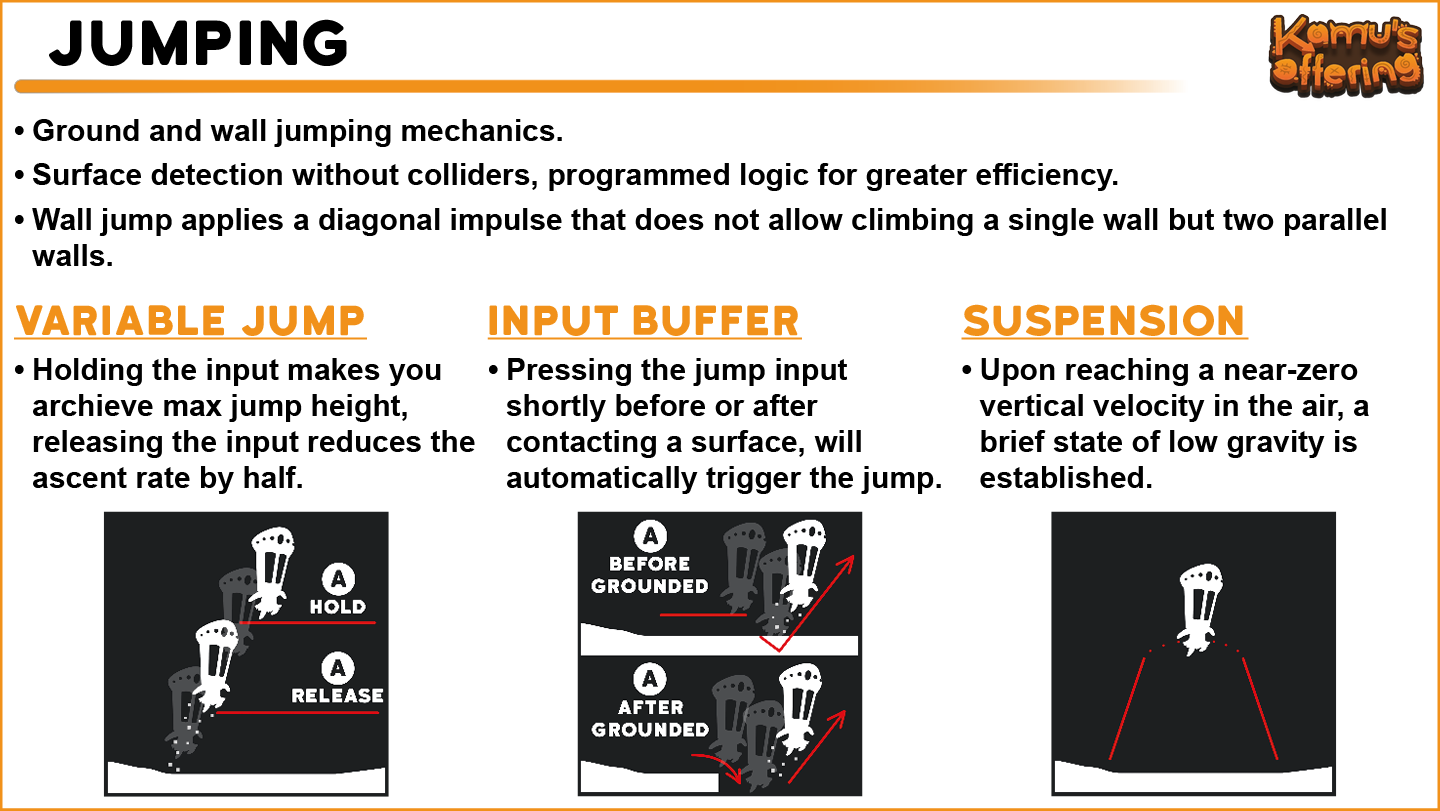 JUMPING
Kamu's
Offering
• Ground and wall jumping mechanics.
• Surface detection without colliders, programmed logic for greater efficiency.
• Wall jump applies a diagonal impulse that does not allow climbing a single wall but two parallel
walls.
VARIABLE JUMP
• Holding the input makes you
archieve max jump height,
releasing the input reduces the
ascent rate by half.
A
HOLD
A
RELEASE
INPUT BUFFER
• Pressing the jump input
shortly before or after
contacting a surface, will
automatically trigger the jump.
A
BEFORE
GROUNDED
A
AFTER
GROUNDED
SUSPENSION
• Upon reaching a near-zero
vertical velocity in the air, a
brief state of low gravity is
established.